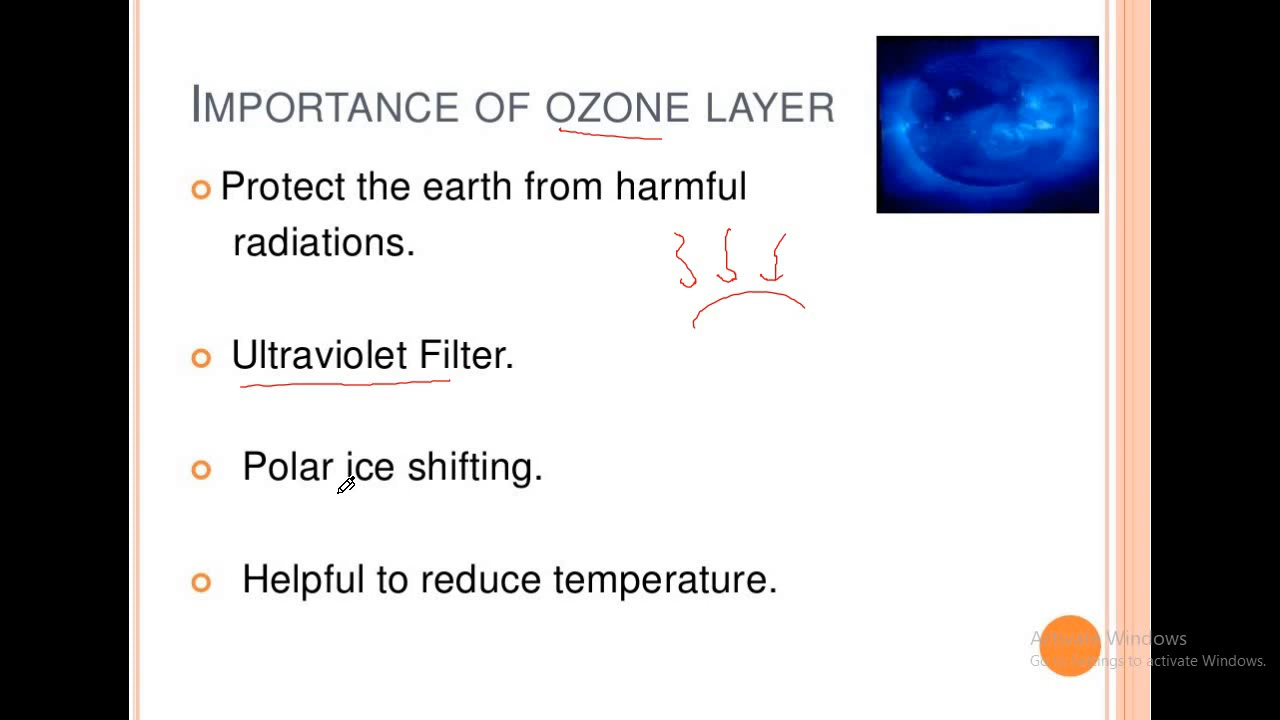 IMPORTANCE OF OZONE LAYER
Protect the earth from harmful
radiations.
Ultraviolet Filter.
Polar ice shifting.
Helpful to reduce temperature.
Activate Windows
Go to Settings to activate Windows.